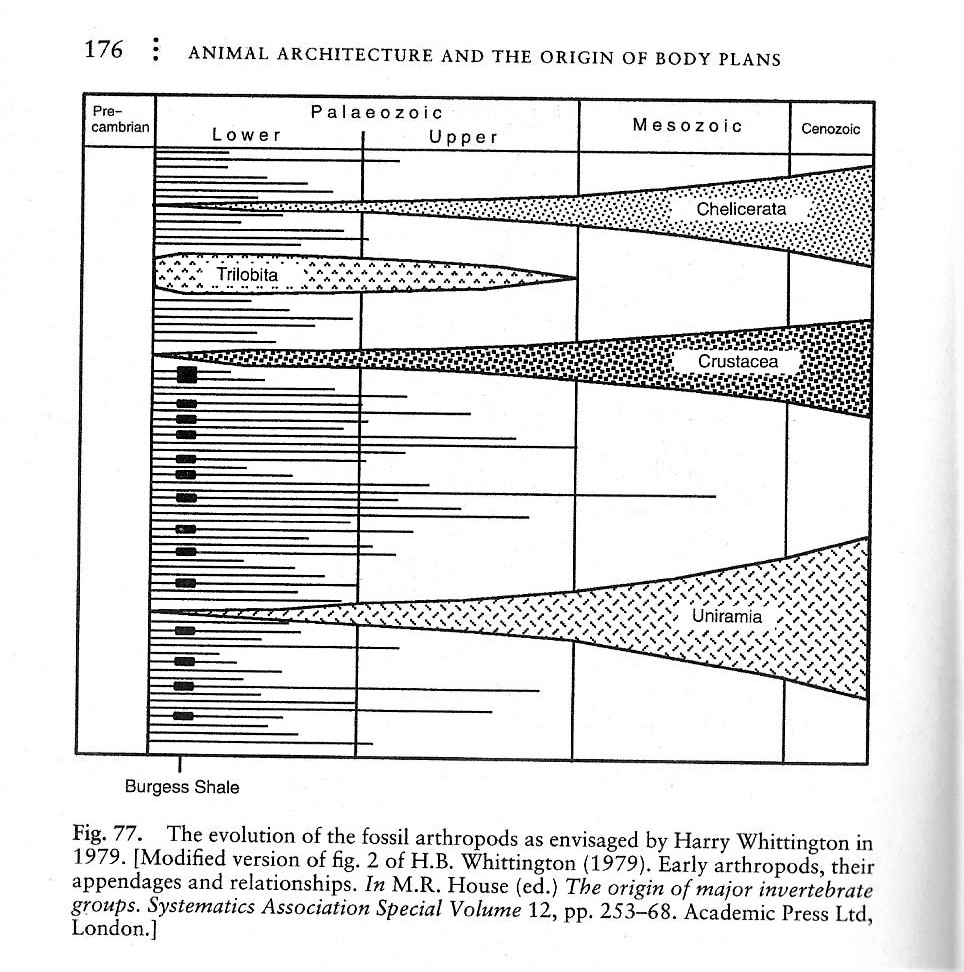 176 ⋮ ANIMAL ARCHITECTURE AND THE ORIGIN OF BODY PLANS
Pre-
cambrian
Palaeozoic
Lower
Upper
Mesozoic
Cenozoic
Chelicerata
Trilobita
Crustacea
Uniramia
Burgess Shale
Fig. 77. The evolution of the fossil arthropods as envisaged by Harry Whittington in
1979. [Modified version of fig. 2 of H.B. Whittington (1979). Early arthropods, their
appendages and relationships. In M.R. House (ed.) The origin of major invertebrate
groups. Systematics Association Special Volume 12, pp. 253–68. Academic Press Ltd,
London.]